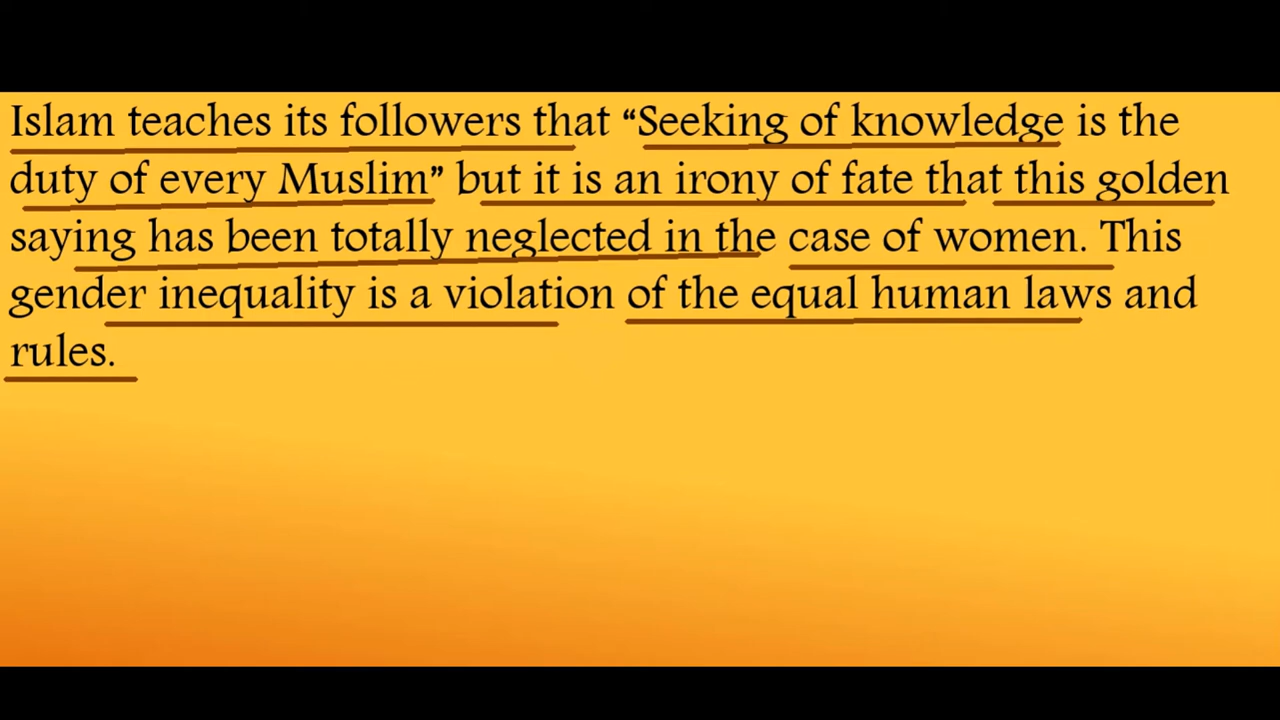 Islam teaches its followers that “Seeking of knowledge is the
duty of every Muslim” but it is an irony of fate that this golden
saying has been totally neglected in the case of women. This
gender inequality is a violation of the equal human laws and
rules.